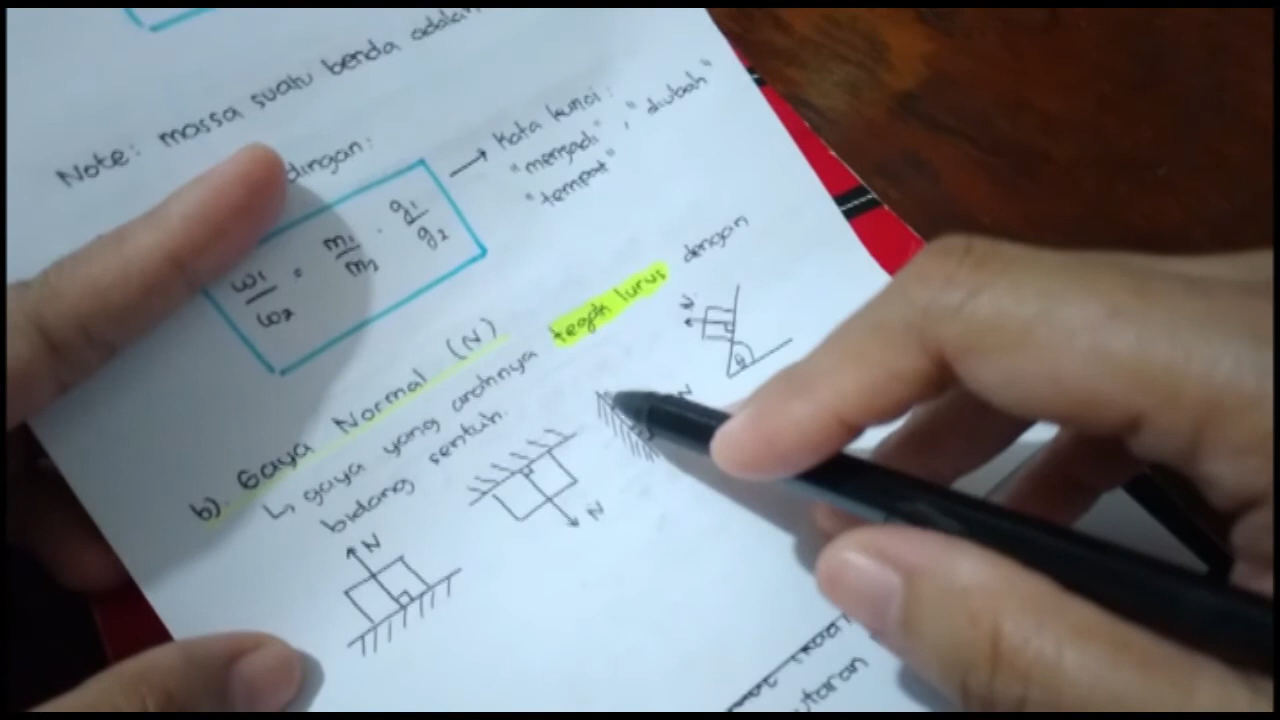 Note: massa suatu benda adalah
dingan:
w1/w2 = m1/m2 . g1/g2
→ Kata kunci:
"menjadi", "diubah"
"tempat"
b). Gaya Normal (N)
↳ gaya yang arahnya tegak lurus dengan
bidang sentuh.
N
N
N
N
θ
utaran